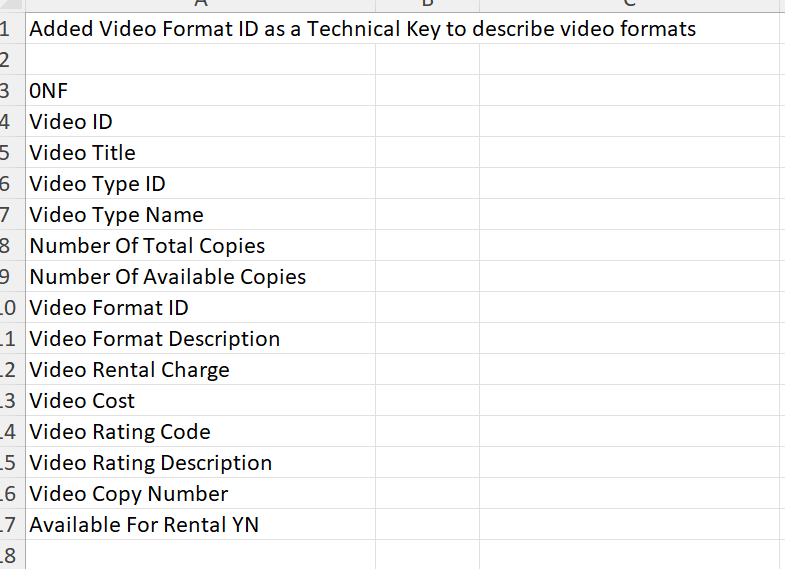 Added Video Format ID as a Technical Key to describe video formats
0NF
Video ID
Video Title
Video Type ID
Video Type Name
Number Of Total Copies
Number Of Available Copies
Video Format ID
Video Format Description
Video Rental Charge
Video Cost
Video Rating Code
Video Rating Description
Video Copy Number
Available For Rental YN